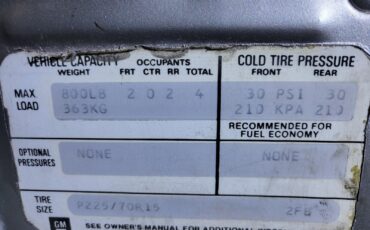 VEHICLE CAPACITY
WEIGHT
OCCUPANTS
FRT CTR RR TOTAL
COLD TIRE PRESSURE
FRONT REAR
MAX. LOAD
800LB 2 0 2 4
363KG
30 PSI 30
210 KPA 210
RECOMMENDED FOR
FUEL ECONOMY
OPTIONAL
PRESSURES
NONE
NONE
TIRE
SIZE
P225/70R15
GM
SEE OWNER'S MANUAL FOR ADDITIONAL